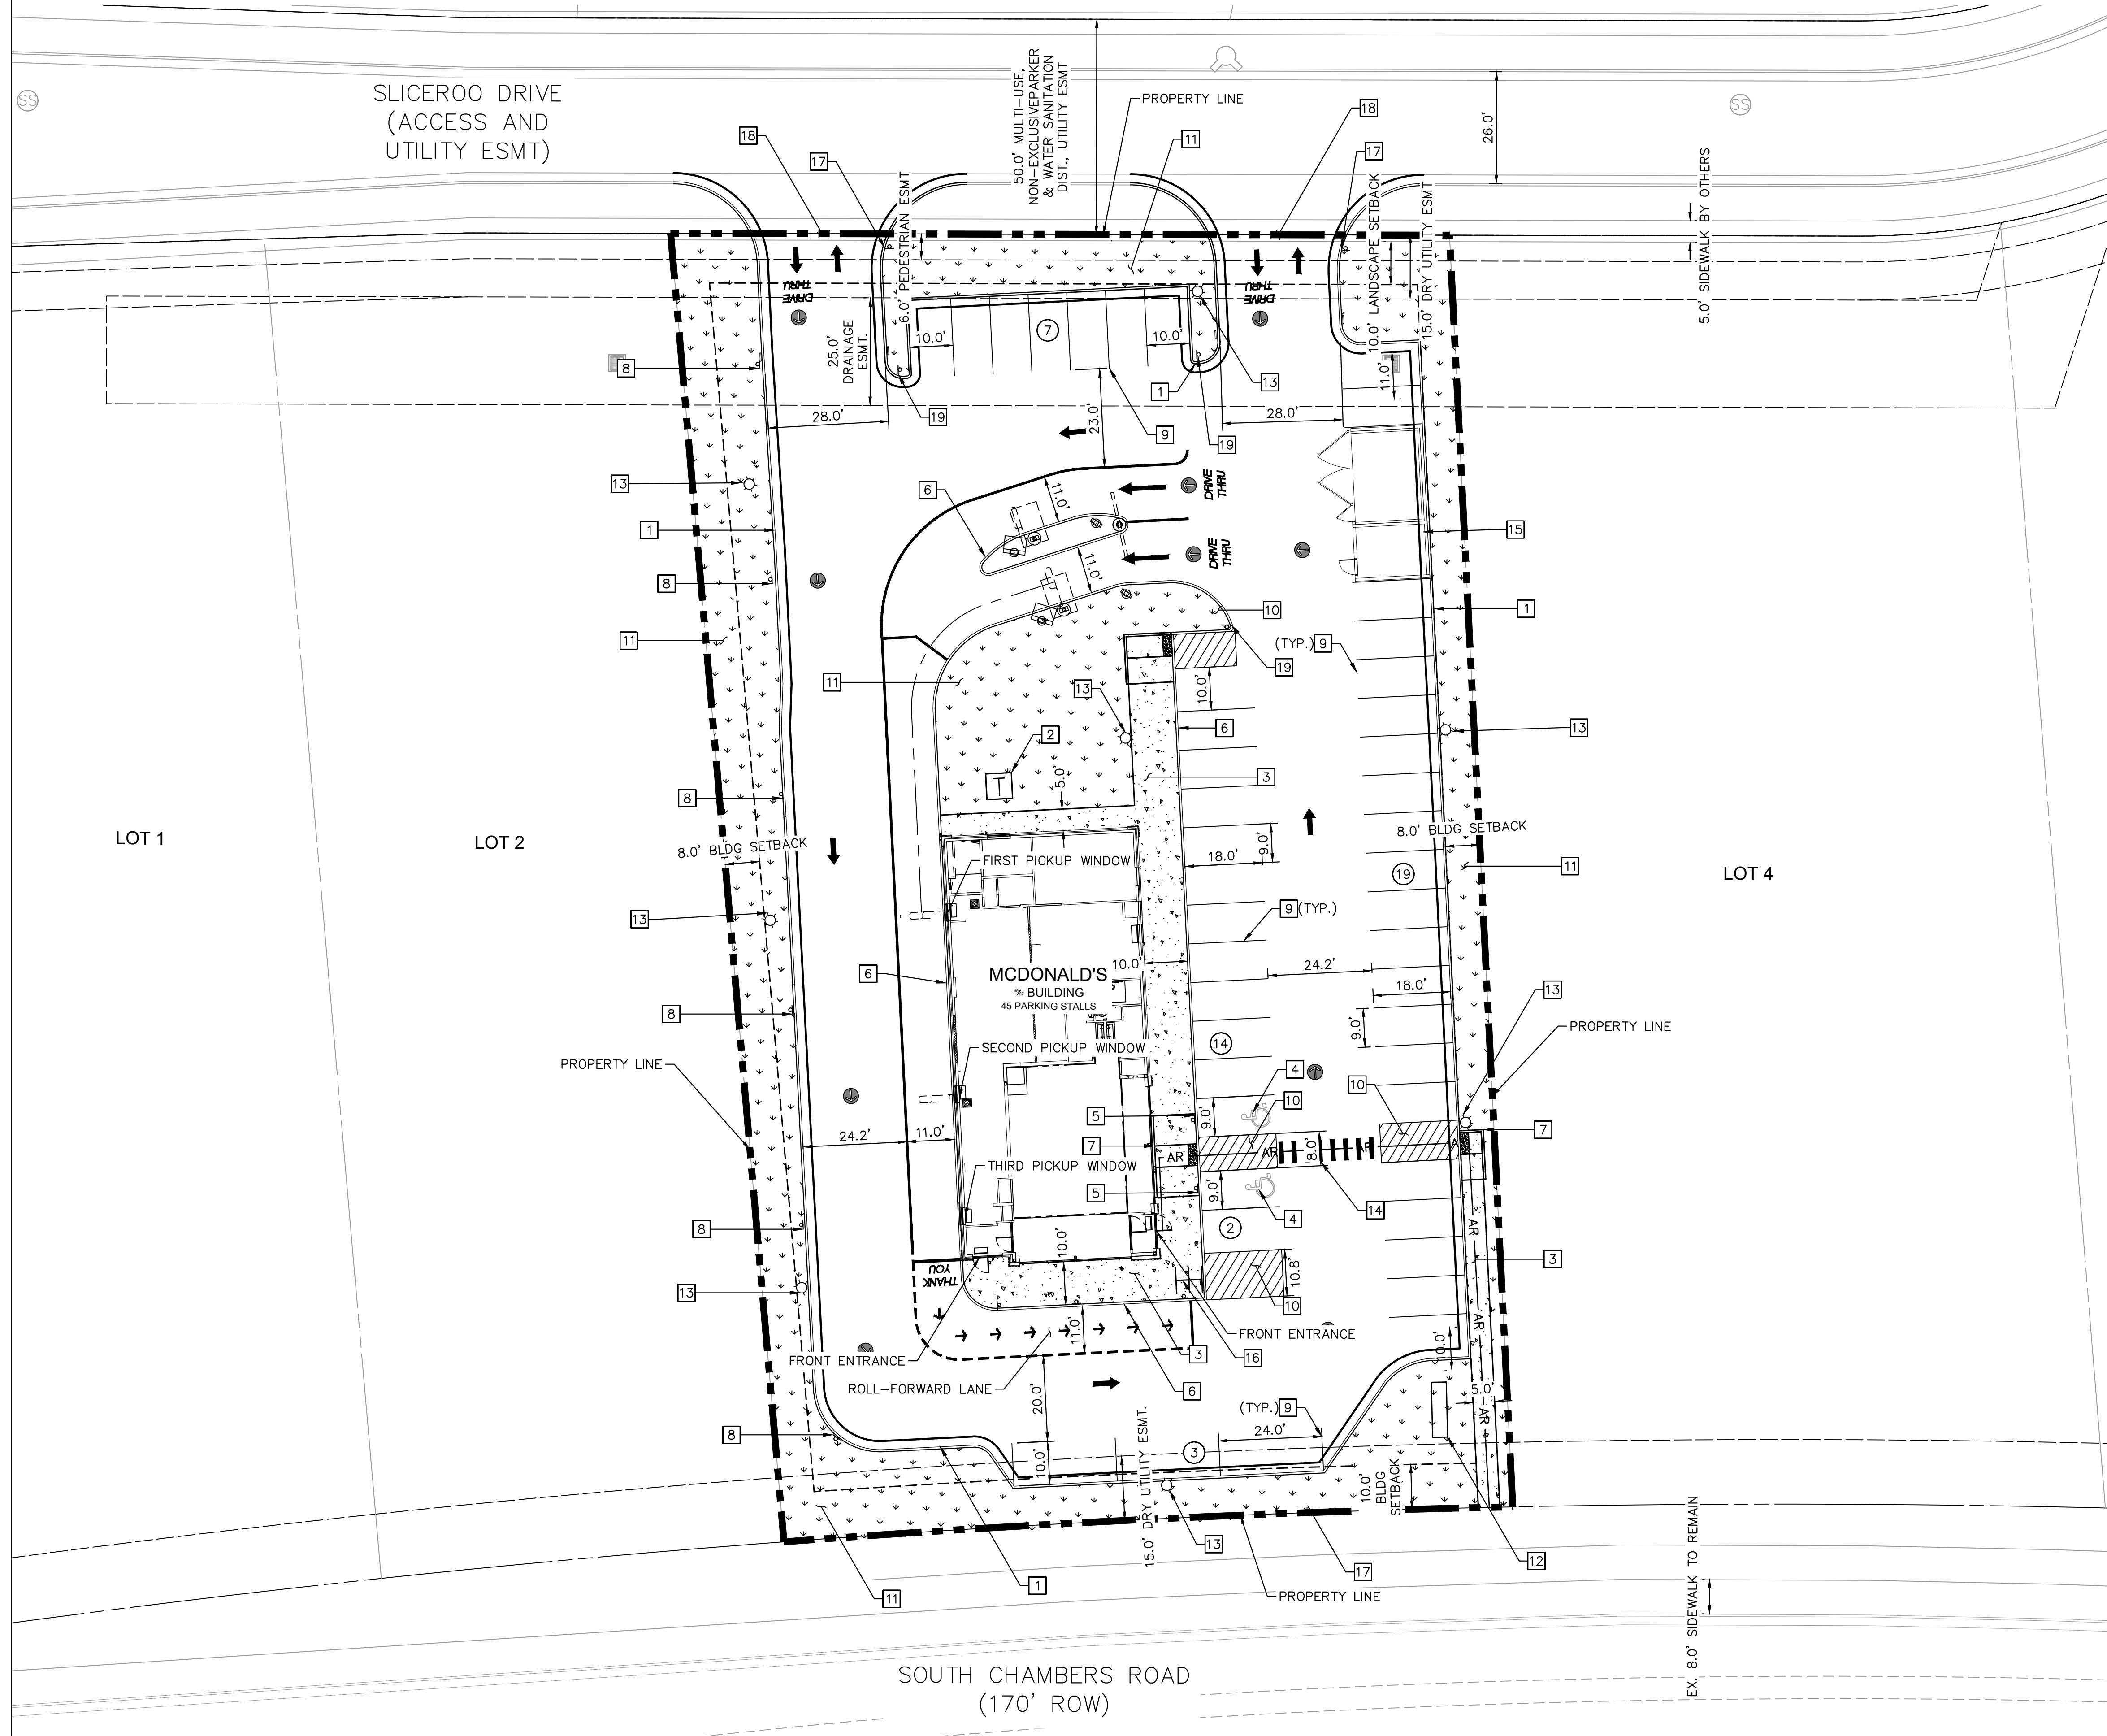 SS
SLICEROO DRIVE
(ACCESS AND
UTILITY ESMT)
50.0' MULTI-USE,
NON-EXCLUSIVEPARKER
& WATER SANITATION
DIST., UTILITY ESMT
PROPERTY LINE
18
11
18
17
17
26.0'
SS
5.0' SIDEWALK BY OTHERS
6.0' PEDESTRIAN ESMT
10.0' LANDSCAPE SETBACK
15.0' DRY UTILITY ESMT
DRIVE
THRU
DRIVE
THRU
25.0'
DRAINAGE
ESMT.
10.0'
7
10.0'
13
1
11.0'
8
19
28.0'
23.0'
9
19
28.0'
13
6
11.0'
DRIVE
THRU
1
15
8
11.0'
DRIVE
THRU
10
1
11
(TYP.) 9
19
11
13
10.0'
2
6
13
3
5.0'
8
8.0' BLDG SETBACK
9.0'
18.0'
8.0' BLDG SETBACK
LOT 1
LOT 2
LOT 4
FIRST PICKUP WINDOW
19
11
13
9 (TYP.)
6
MCDONALD'S
BUILDING
45 PARKING STALLS
10.0'
24.2'
18.0'
13
8
9.0'
PROPERTY LINE
14
SECOND PICKUP WINDOW
PROPERTY LINE
4
10
10
5
9.0'
24.2'
11.0'
7
AR
AR
8.0'
AR
A
7
THIRD PICKUP WINDOW
5
9.0'
4
14
8
2
AR
3
10.0'
THANK
YOU
10.8'
10
13
11.0'
AR
FRONT ENTRANCE
FRONT ENTRANCE
3
16
10.0'
ROLL-FORWARD LANE
6
5.0'
20.0'
(TYP.) 9
24.0'
AR
8
3
10.0'
15.0' DRY UTILITY ESMT.
10.0'
BLDG
SETBACK
13
12
17
11
1
PROPERTY LINE
EX. 8.0' SIDEWALK TO REMAIN
SOUTH CHAMBERS ROAD
(170' ROW)